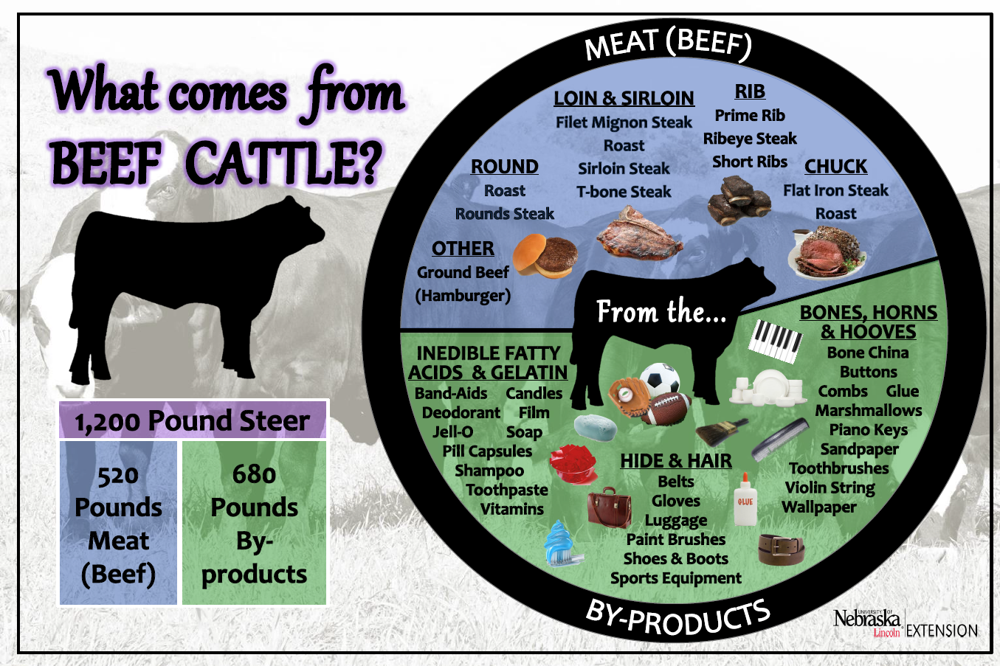 What comes from
BEEF CATTLE?
1,200 Pound Steer
520
Pounds
Meat
(Beef)
680
Pounds
By-
products
MEAT (BEEF)
LOIN & SIRLOIN
Filet Mignon Steak
Roast
Sirloin Steak
T-bone Steak
RIB
Prime Rib
Ribeye Steak
Short Ribs
ROUND
Roast
Rounds Steak
CHUCK
Flat Iron Steak
Roast
OTHER
Ground Beef
(Hamburger)
From the...
INEDIBLE FATTY
ACIDS & GELATIN
Band-Aids Candles
Deodorant Film
Jell-O Soap
Pill Capsules
Shampoo
Toothpaste
Vitamins
HIDE & HAIR
Belts
Gloves
Luggage
Paint Brushes
Shoes & Boots
Sports Equipment
BONES, HORNS
& HOOVES
Bone China
Buttons
Combs Glue
Marshmallows
Piano Keys
Sandpaper
Toothbrushes
Violin String
Wallpaper
GLUE
BY-PRODUCTS
UNIVERSITY OF
Nebraska
Lincoln
EXTENSION